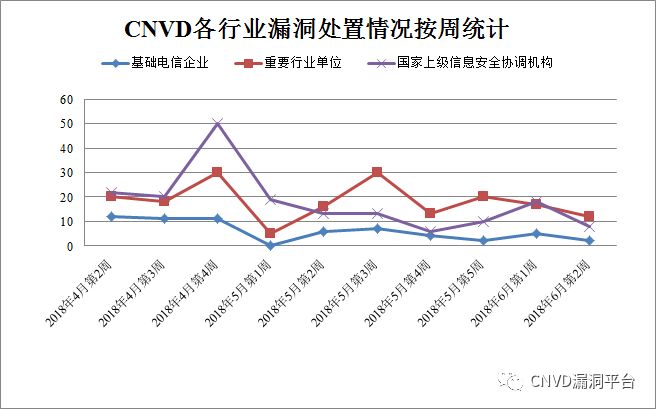 CNVD各行业漏洞处置情况按周统计
基础电信企业 重要行业单位 国家上级信息安全协调机构
60
50
40
30
20
10
0
2018年4月第2周
2018年4月第3周
2018年4月第4周
2018年5月第1周
2018年5月第2周
2018年5月第3周
2018年5月第4周
2018年5月第5周
2018年6月第1周
2018年6月第2周
CNVD漏洞平台